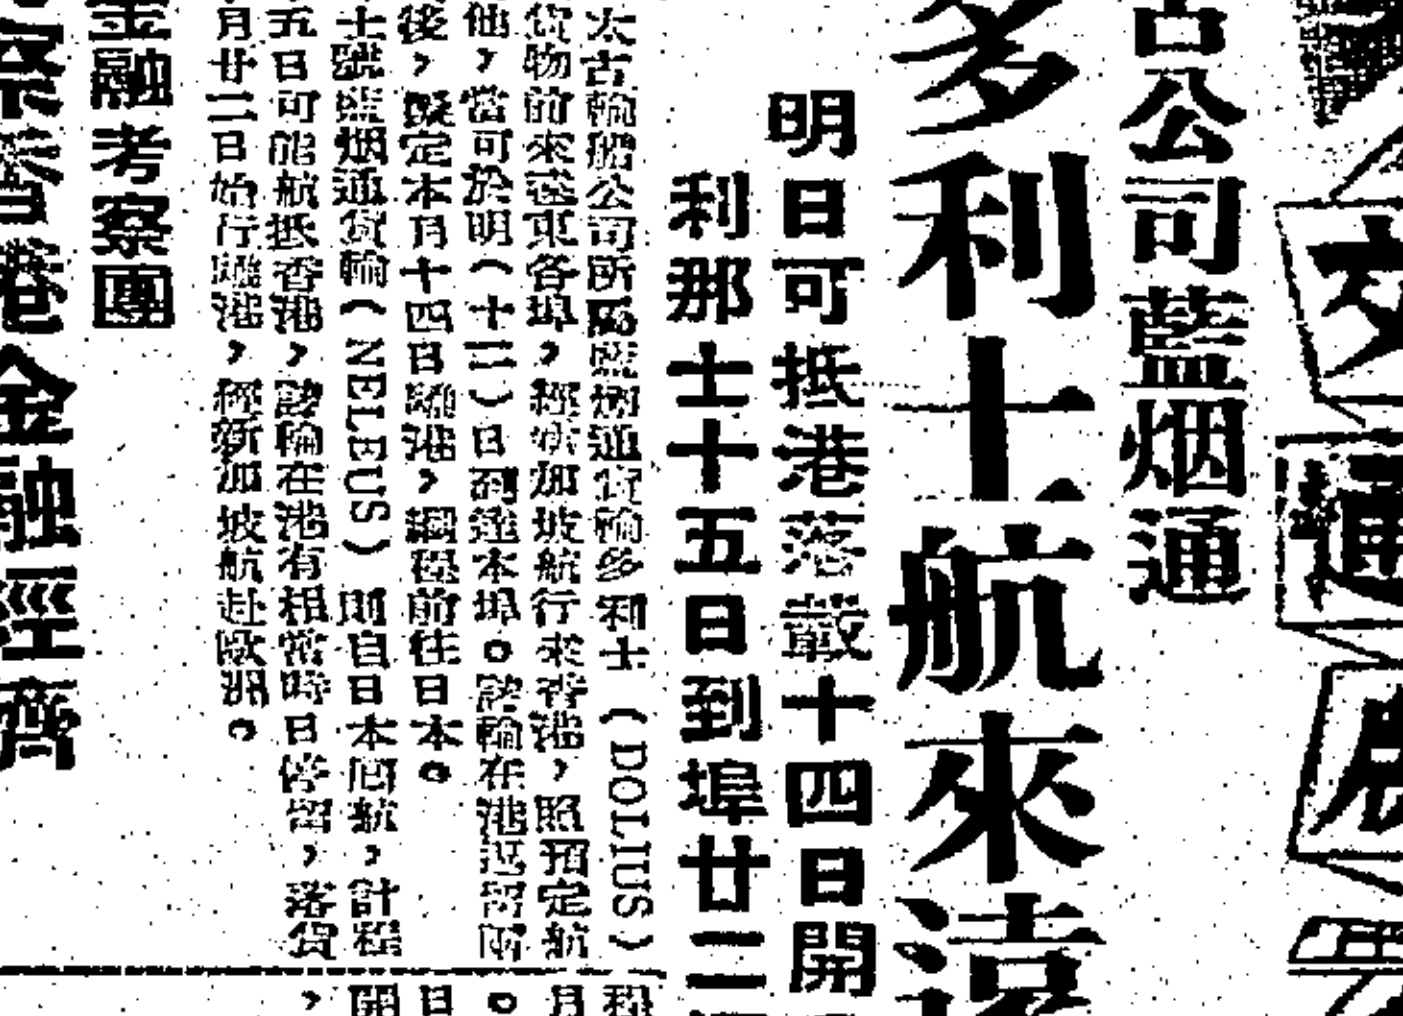 交通
古公司藍烟通
多利士航來遠
明日可抵港落載十四日開
利那士十五日到埠廿二
太古輪船公司所屬藍烟通貨輪多利士(DOLIUS)
貨物前來遠東各埠,經新加坡航行來香港,照預定航
他,當可於明(十三)日到達本埠。該輪在港逗留兩
後,擬定本月十四日離港,繼程前往日本。
士號藍烟通貨輪(NELEUS)則自日本回航,計程
五日可能航抵香港,該輪在港有相當時日停留,落貨
月廿二日始行離港,經新加坡航赴歐洲。
金融考察團
察香港金融經濟